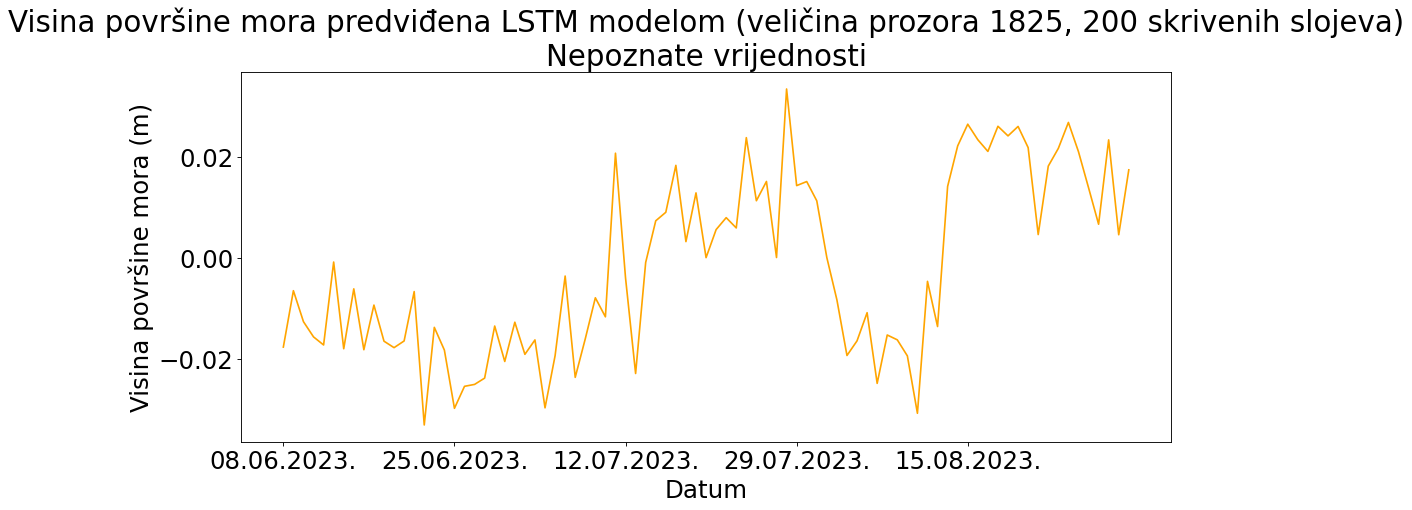 Visina površine mora predviđena LSTM modelom (veličina prozora 1825, 200 skrivenih slojeva)
Nepoznate vrijednosti
Visina površine mora (m)
0.02
0.00
−0.02
08.06.2023. 25.06.2023. 12.07.2023. 29.07.2023. 15.08.2023.
Datum